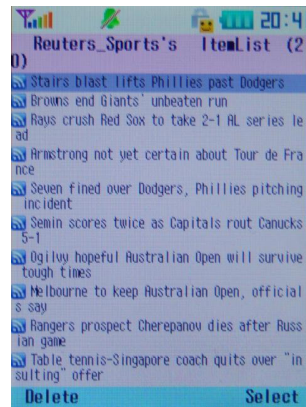 20:4
Reuters_Sports's ItemList (2
0)
Stairs blast lifts Phillies past Dodgers
Browns end Giants' unbeaten run
Rays crush Red Sox to take 2-1 AL series le
ad
Armstrong not yet certain about Tour de Fra
nce
Seven fined over Dodgers, Phillies pitching
incident
Semin scores twice as Capitals rout Canucks
5-1
Ogilvy hopeful Australian Open will survive
tough times
Melbourne to keep Australian Open, official
s say
Rangers prospect Cherepanov dies after Russ
ian game
Table tennis-Singapore coach quits over "in
sulting" offer
Delete Select